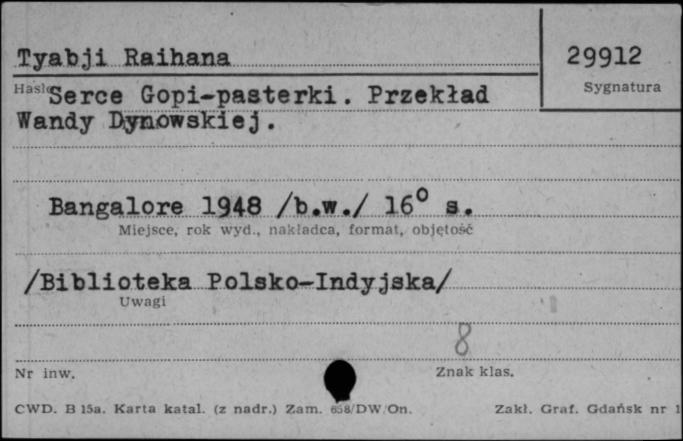 Tyabji Raihana
29912
Hasło
Sygnatura
Serce Gopi-pasterki. Przekład
Wandy Dynowskiej.
Bangalore 1948 /b.w./ 16° s.
Miejsce, rok wyd., nakładca, format, objętość
/Biblioteka Polsko-Indyjska/
Uwagi
8
Nr inw.
Znak klas.
CWD. B 15a. Karta katal. (z nadr.) Zam. 658/DW/On.
Zakł. Graf. Gdańsk nr 1